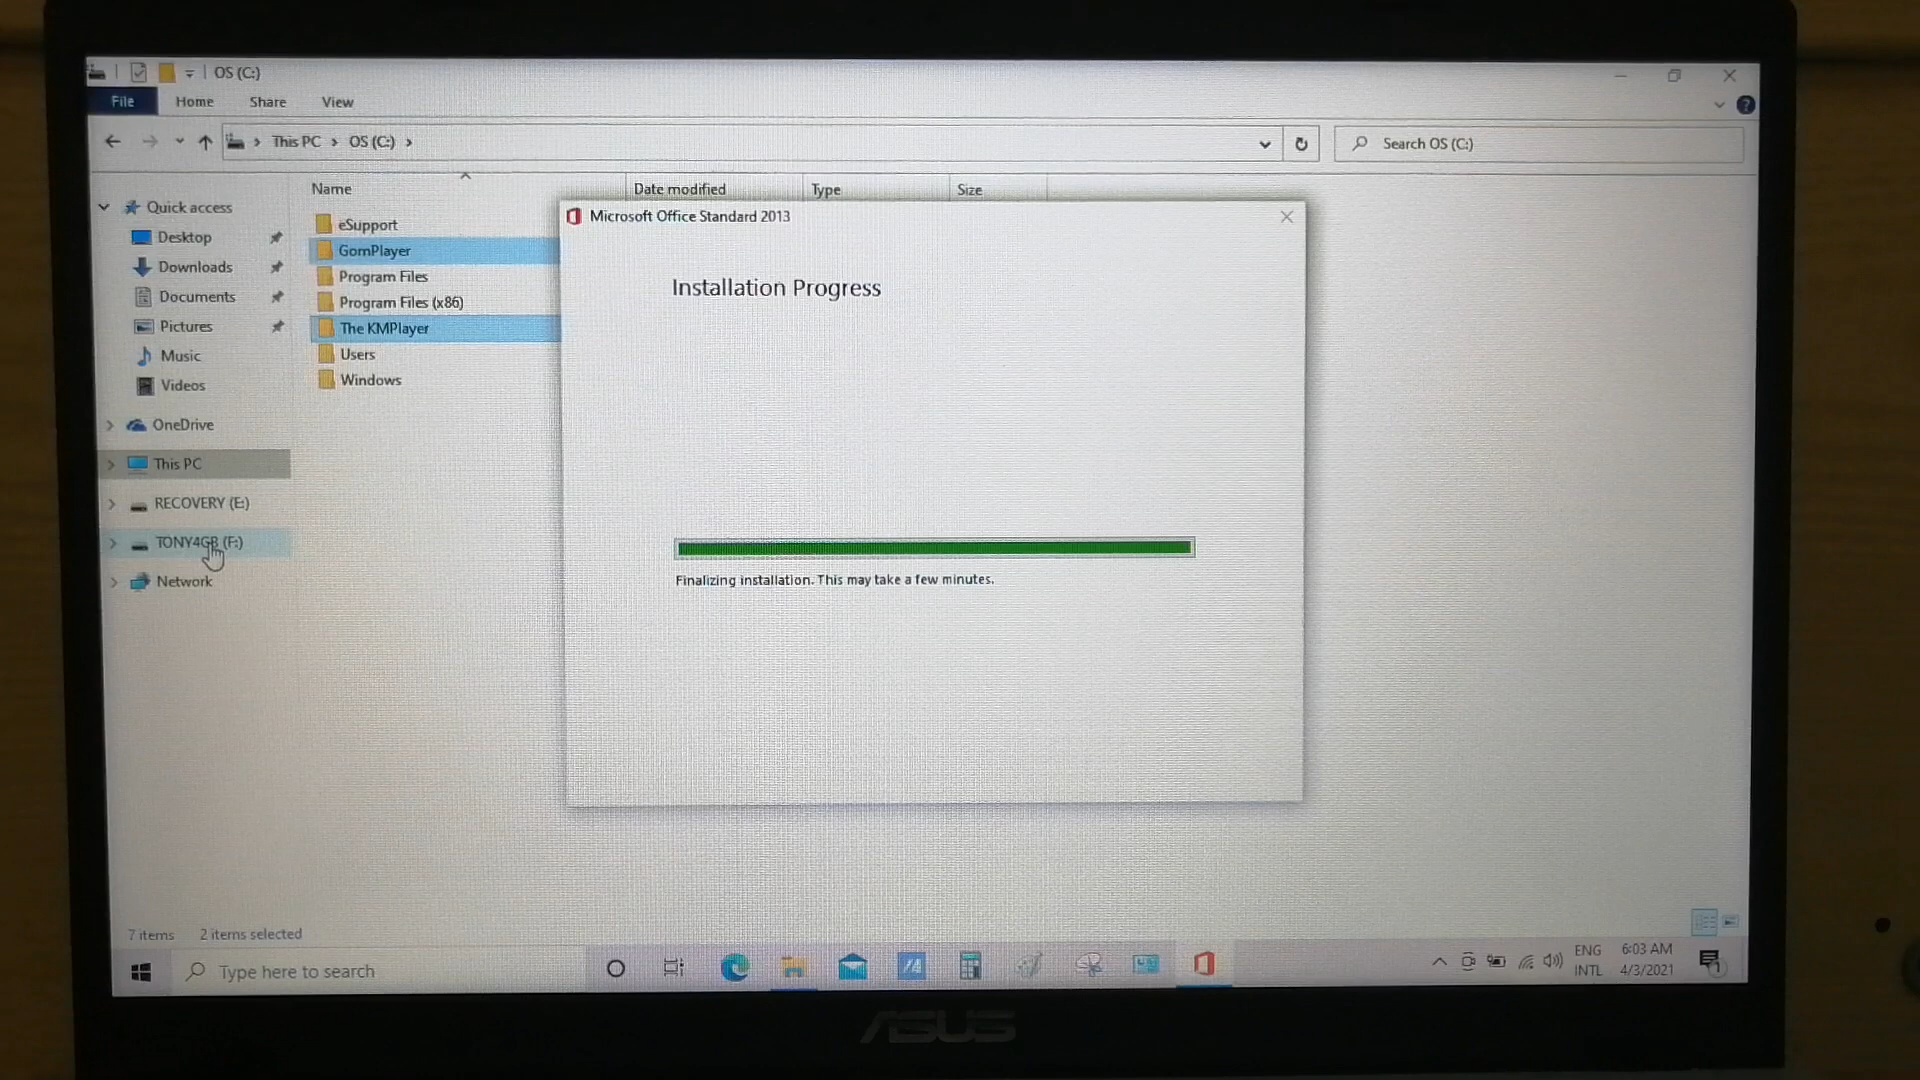 OS (C:)
File Home Share View
This PC > OS (C:) >
Search OS (C:)
Name Date modified Type Size
Quick access
Desktop
Downloads
Documents
Pictures
Music
Videos
OneDrive
This PC
RECOVERY (E:)
TONY4GB (F:)
Network
eSupport
GomPlayer
Program Files
Program Files (x86)
The KMPlayer
Users
Windows
Microsoft Office Standard 2013
Installation Progress
Finalizing installation. This may take a few minutes.
7 items 2 items selected
Type here to search
ENG
INTL
6:03 AM
4/3/2021
1
ASUS